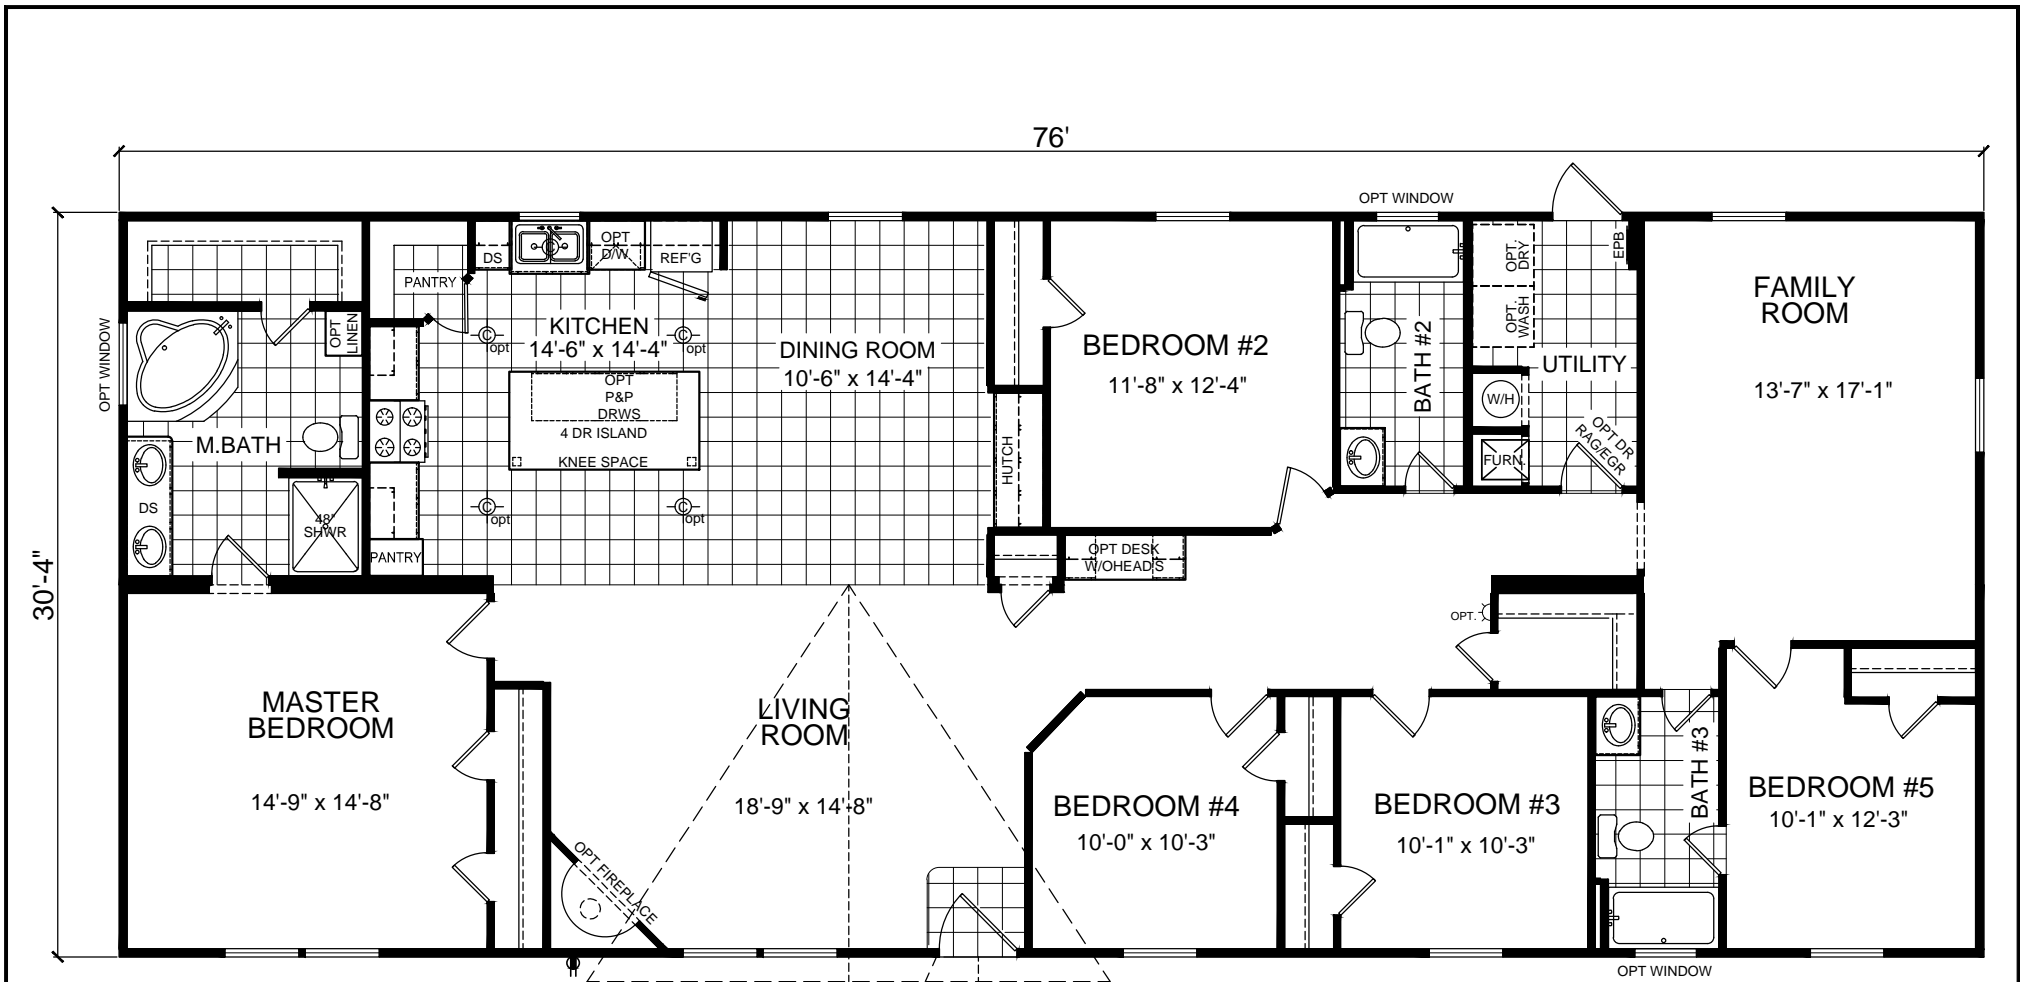 76'
30'-4"
OPT WINDOW
OPT WINDOW
PANTRY
DS
OPT
D/W
REF'G
OPT
LINEN
M.BATH
DS
48"
SHWR
PANTRY
KITCHEN
14'-6" x 14'-4"
C
opt
C
opt
C
opt
C
opt
C
OPT
P&P
DRWS
4 DR ISLAND
KNEE SPACE
DINING ROOM
10'-6" x 14'-4"
HUTCH
BEDROOM #2
11'-8" x 12'-4"
OPT DESK
W/OHEAD'S
BATH #2
OPT.
DRY
OPT.
WASH
EPB
UTILITY
W/H
FURN.
OPT DR
RAG/EGR
FAMILY
ROOM
13'-7" x 17'-1"
OPT.
MASTER
BEDROOM
14'-9" x 14'-8"
LIVING
ROOM
18'-9" x 14'-8"
OPT FIREPLACE
BEDROOM #4
10'-0" x 10'-3"
BEDROOM #3
10'-1" x 10'-3"
BATH #3
BEDROOM #5
10'-1" x 12'-3"
OPT WINDOW